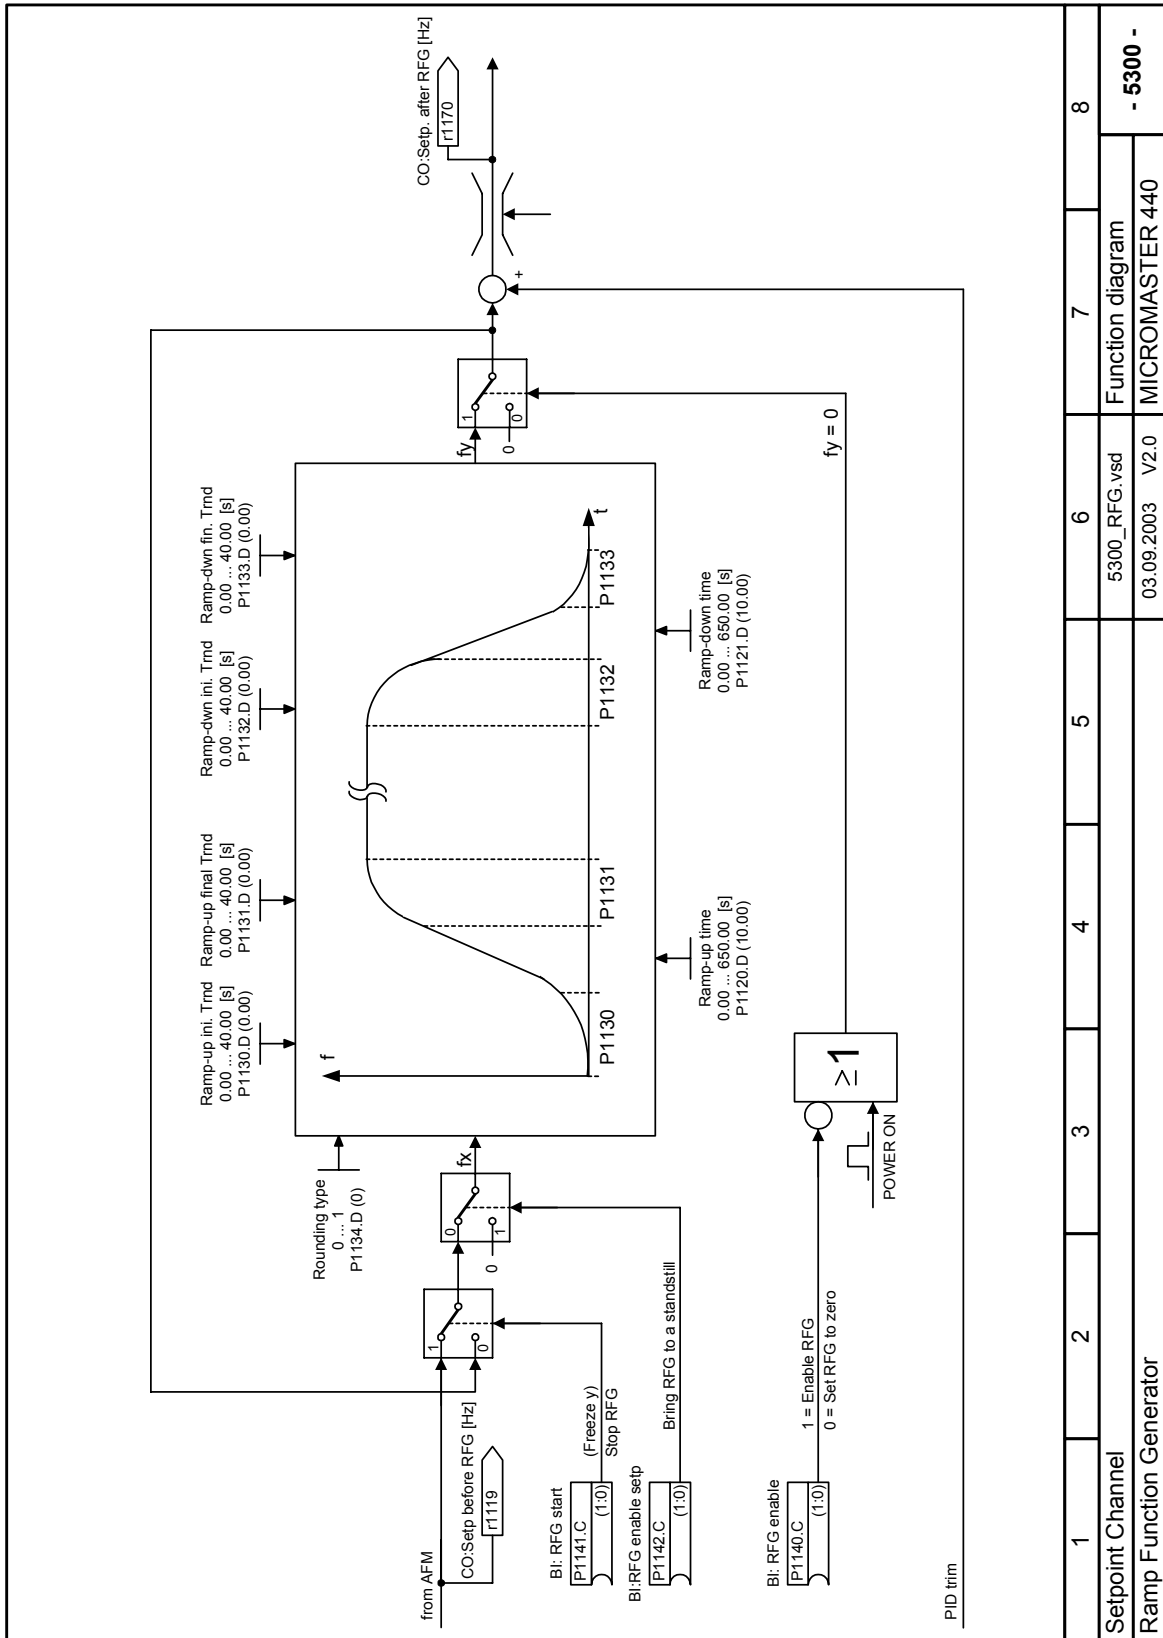 CO:Setp. after RFG [Hz]
r1170
Ramp-up ini. Trnd
0.00 ... 40.00 [s]
P1130.D (0.00)
Ramp-up final Trnd
0.00 ... 40.00 [s]
P1131.D (0.00)
Ramp-dwn ini. Trnd
0.00 ... 40.00 [s]
P1132.D (0.00)
Ramp-dwn fin. Trnd
0.00 ... 40.00 [s]
P1133.D (0.00)
Rounding type
0 ... 1
P1134.D (0)
f
t
P1130
P1131
P1132
P1133
fx
fy
1
0
0
+
from AFM
CO:Setp before RFG [Hz]
r1119
1
0
0
1
0
Ramp-up time
0.00 ... 650.00 [s]
P1120.D (10.00)
Ramp-down time
0.00 ... 650.00 [s]
P1121.D (10.00)
BI: RFG start
P1141.C
(1:0)
(Freeze y)
Stop RFG
BI:RFG enable setp
P1142.C
(1:0)
Bring RFG to a standstill
BI: RFG enable
P1140.C
(1:0)
1 = Enable RFG
0 = Set RFG to zero
POWER ON
≥1
fy = 0
PID trim
1
2
3
4
5
6
7
8
Setpoint Channel
5300_RFG.vsd
Function diagram
- 5300 -
Ramp Function Generator
03.09.2003 V2.0
MICROMASTER 440